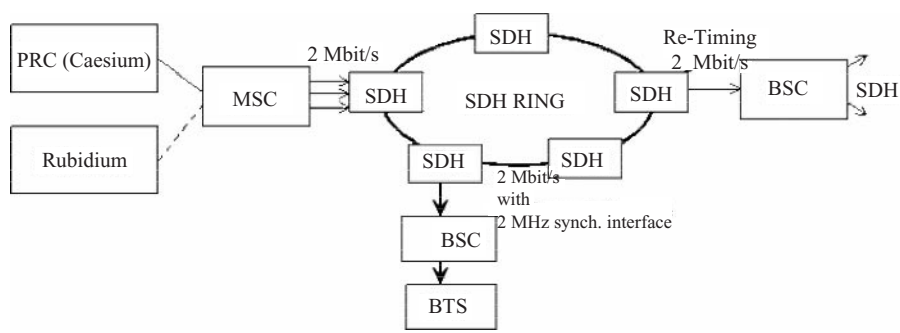 PRC (Caesium)
Rubidium
MSC
2 Mbit/s
SDH
SDH
SDH RING
SDH
SDH
SDH
Re-Timing
2 Mbit/s
BSC
SDH
2 Mbit/s
with
2 MHz synch. interface
BSC
BTS